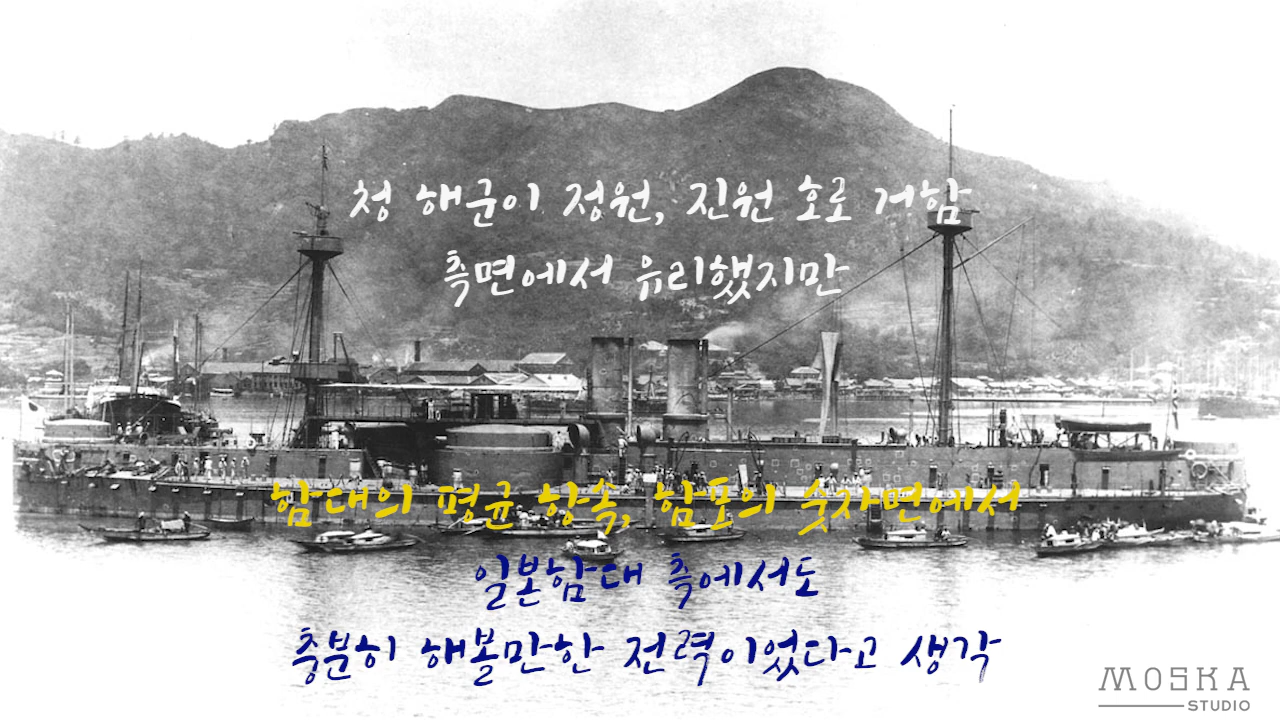 청 해군이 정원, 진원 호로 거함
측면에서 유리했지만
함대의 평균 항속, 함포의 숫자면에서
일본함대 측에서도
충분히 해볼만한 전력이었다고 생각
MOSKA
STUDIO